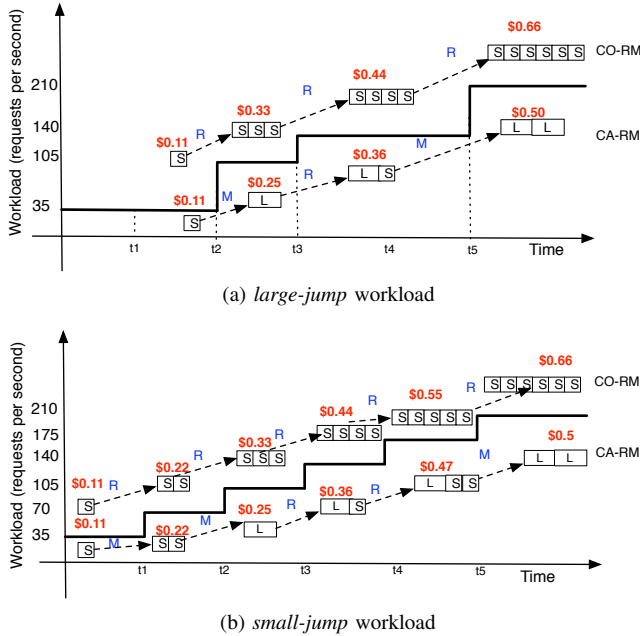 $0.66
CO-RM
R
S S S S S S
$0.44
210
R
S S S S
$0.33
140
$0.11
R
S S S
M
$0.50
L L
CA-RM
105
S
$0.36
R
L S
$0.25
$0.11
M
L
35
S
t1
t2
t3
t4
t5
Time
Workload (requests per second)
(a) large-jump workload
$0.66
CO-RM
R
S S S S S S
$0.55
R
210
S S S S S
$0.44
175
R
S S S S
$0.33
140
R
S S S
$0.5
CA-RM
M
L L
$0.22
$0.11
R
105
S S
$0.47
R
L S S
70
S
$0.36
R
L S
$0.25
$0.11
M
L
$0.22
35
M
S
S S
t1
t2
t3
t4
t5
Time
Workload (requests per second)
(b) small-jump workload